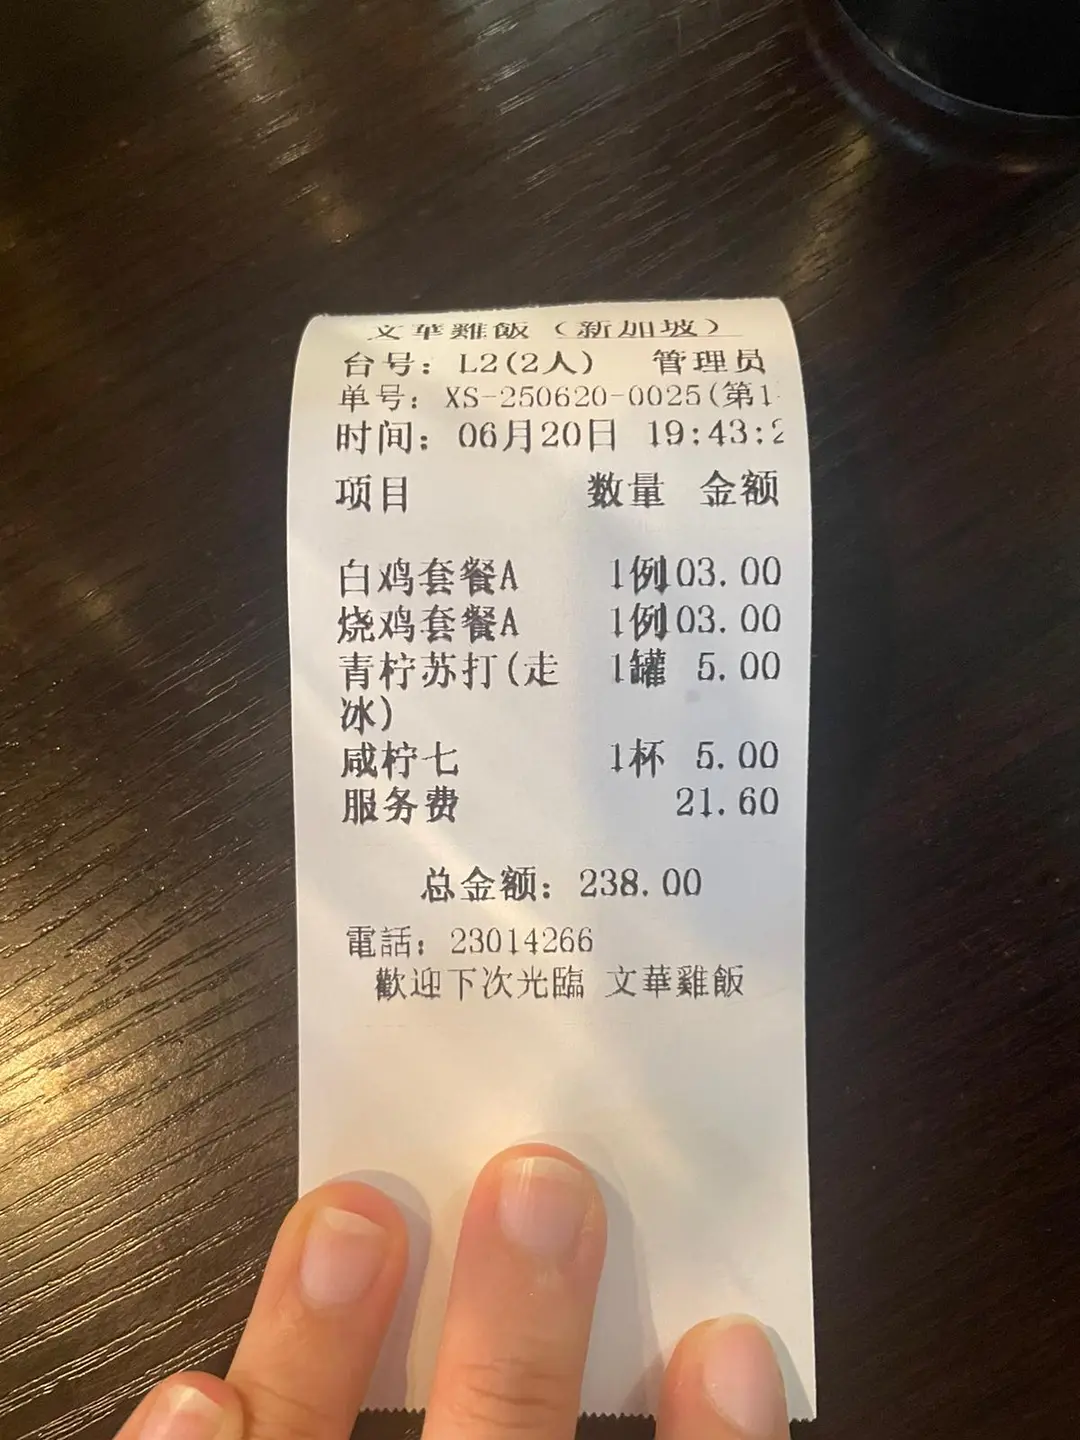 文華雞飯（新加坡）
台号：L2(2人) 管理员
单号：XS-250620-0025(第1
时间：06月20日 19:43:2
项目 数量 金额
白鸡套餐A 1例103.00
烧鸡套餐A 1例103.00
青柠苏打(走 1罐 5.00
冰)
咸柠七 1杯 5.00
服务费 21.60
总金额：238.00
電話：23014266
歡迎下次光臨 文華雞飯